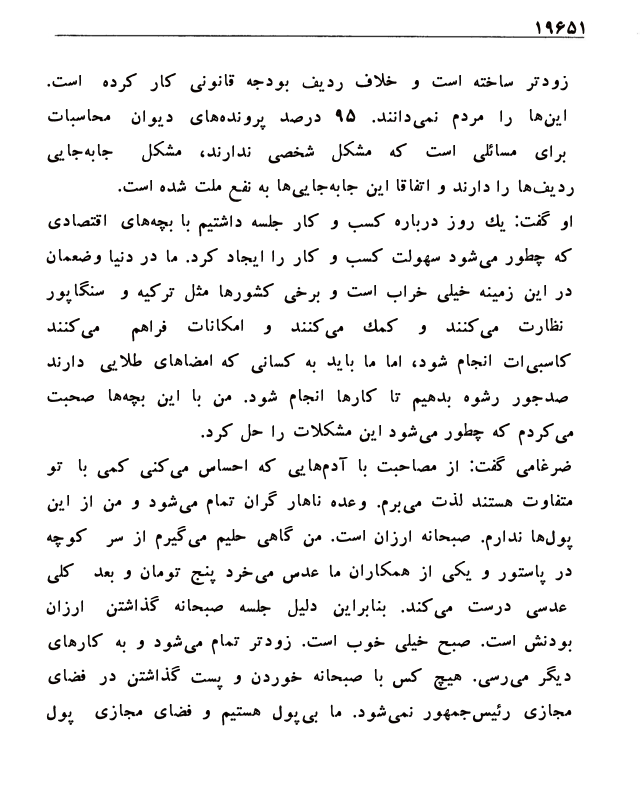 ۱۹۶۵۱
زودتر ساخته است و خلاف ردیف بودجه قانونی کار کرده است.
این‌ها را مردم نمی‌دانند. ۹۵ درصد پرونده‌های دیوان محاسبات
برای مسائلی است که مشکل شخصی ندارند، مشکل جابه‌جایی
ردیف‌ها را دارند و اتفاقا این جابه‌جایی‌ها به نفع ملت شده است.
او گفت: یك روز درباره کسب و کار جلسه داشتیم با بچه‌های اقتصادی
که چطور می‌شود سهولت کسب و کار را ایجاد کرد. ما در دنیا وضعمان
در این زمینه خیلی خراب است و برخی کشورها مثل ترکیه و سنگاپور
نظارت می‌کنند و کمك می‌کنند و امکانات فراهم می‌کنند
کاسبی‌ات انجام شود، اما ما باید به کسانی که امضاهای طلایی دارند
صدجور رشوه بدهیم تا کارها انجام شود. من با این بچه‌ها صحبت
می‌کردم که چطور می‌شود این مشکلات را حل کرد.
ضرغامی گفت: از مصاحبت با آدم‌هایی که احساس می‌کنی کمی با تو
متفاوت هستند لذت می‌برم. وعده ناهار گران تمام می‌شود و من از این
پول‌ها ندارم. صبحانه ارزان است. من گاهی حلیم می‌گیرم از سر کوچه
در پاستور و یکی از همکاران ما عدس می‌خرد پنج تومان و بعد کلی
عدسی درست می‌کند. بنابراین دلیل جلسه صبحانه گذاشتن ارزان
بودنش است. صبح خیلی خوب است. زودتر تمام می‌شود و به کارهای
دیگر می‌رسی. هیچ کس با صبحانه خوردن و پست گذاشتن در فضای
مجازی رئیس‌جمهور نمی‌شود. ما بی‌پول هستیم و فضای مجازی پول